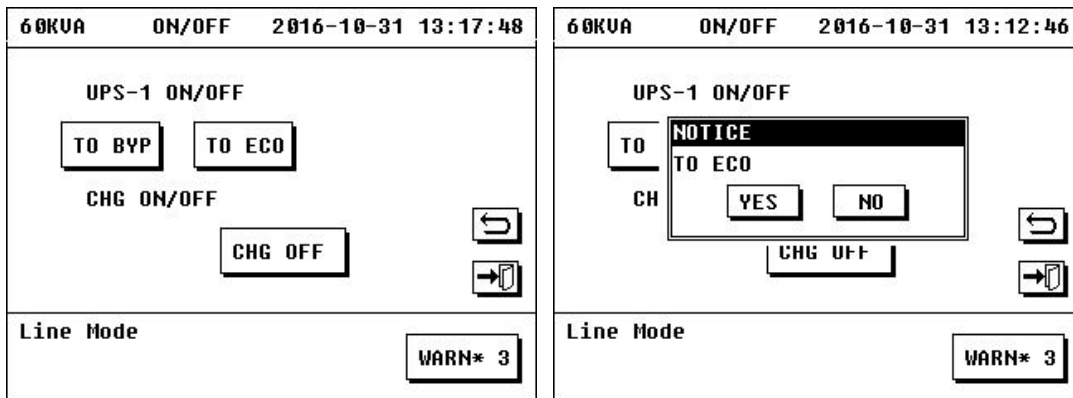 60KVA ON/OFF 2016-10-31 13:17:48
UPS-1 ON/OFF
TO BYP TO ECO
CHG ON/OFF
CHG OFF
Line Mode
WARN* 3
60KVA ON/OFF 2016-10-31 13:12:46
UPS-1 ON/OFF
NOTICE
TO
TO ECO
CH
YES NO
CHG OFF
Line Mode
WARN* 3